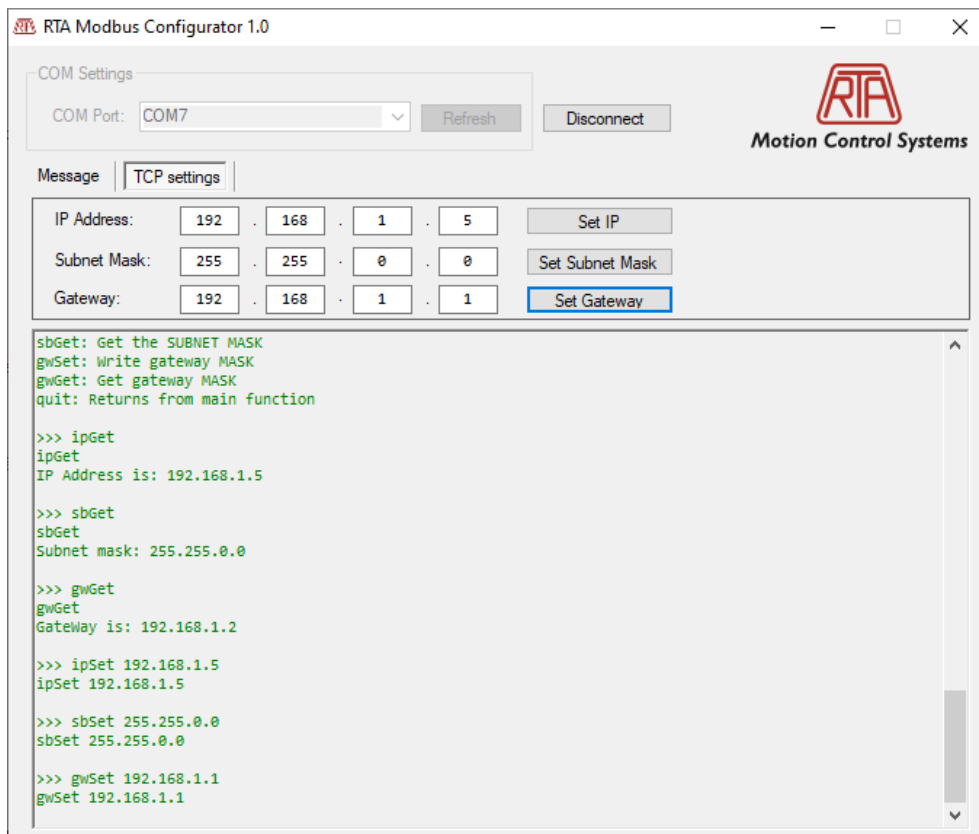 RTA Modbus Configurator 1.0
COM Settings
COM Port: COM7 Refresh Disconnect
RTA
Motion Control Systems
Message TCP settings
IP Address: 192 . 168 . 1 . 5 Set IP
Subnet Mask: 255 . 255 . 0 . 0 Set Subnet Mask
Gateway: 192 . 168 . 1 . 1 Set Gateway
sbGet: Get the SUBNET MASK
gwSet: Write gateway MASK
gwGet: Get gateway MASK
quit: Returns from main function
>>> ipGet
ipGet
IP Address is: 192.168.1.5
>>> sbGet
sbGet
Subnet mask: 255.255.0.0
>>> gwGet
gwGet
GateWay is: 192.168.1.2
>>> ipSet 192.168.1.5
ipSet 192.168.1.5
>>> sbSet 255.255.0.0
sbSet 255.255.0.0
>>> gwSet 192.168.1.1
gwSet 192.168.1.1